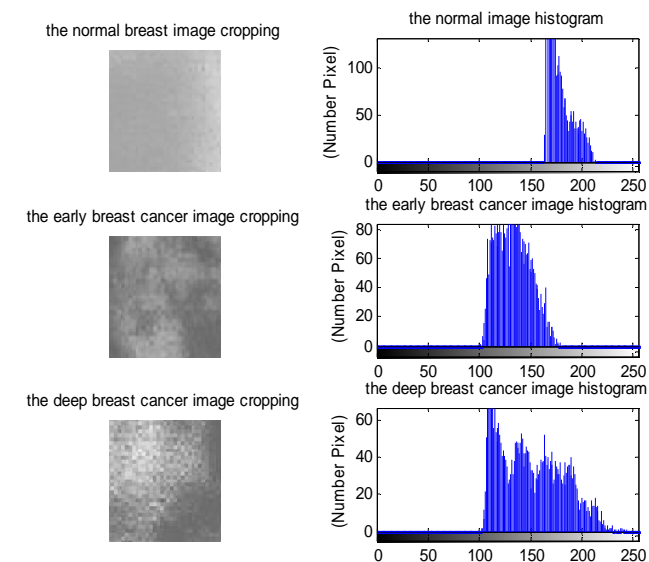 the normal breast image cropping
the normal image histogram
(Number Pixel)
100
50
0
0 50 100 150 200 250
the early breast cancer image cropping
the early breast cancer image histogram
(Number Pixel)
80
60
40
20
0
0 50 100 150 200 250
the deep breast cancer image cropping
the deep breast cancer image histogram
(Number Pixel)
60
40
20
0
0 50 100 150 200 250